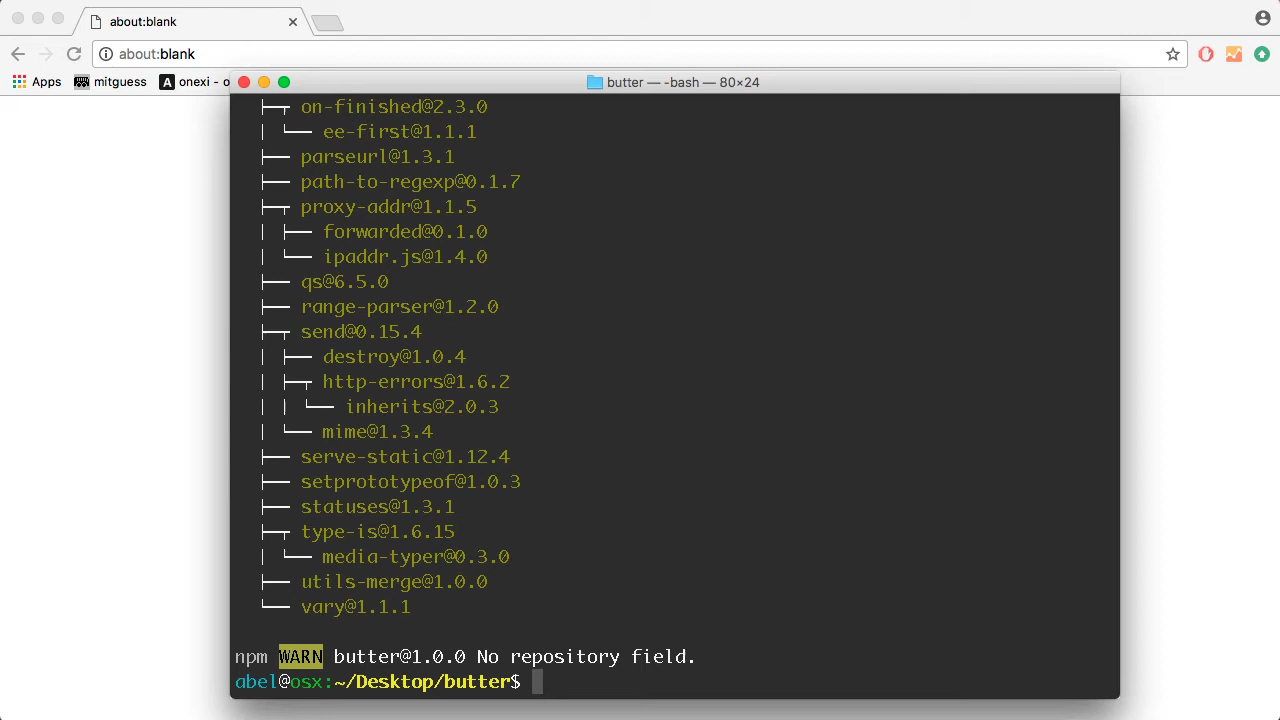 about:blank
about:blank
Apps mitguess A onexi - o
butter — -bash — 80×24
├─┬ on-finished@2.3.0
│ └── ee-first@1.1.1
├── parseurl@1.3.1
├── path-to-regexp@0.1.7
├─┬ proxy-addr@1.1.5
│ ├── forwarded@0.1.0
│ └── ipaddr.js@1.4.0
├── qs@6.5.0
├── range-parser@1.2.0
├─┬ send@0.15.4
│ ├── destroy@1.0.4
│ ├─┬ http-errors@1.6.2
│ │ └── inherits@2.0.3
│ └── mime@1.3.4
├── serve-static@1.12.4
├── setprototypeof@1.0.3
├── statuses@1.3.1
├─┬ type-is@1.6.15
│ └── media-typer@0.3.0
├── utils-merge@1.0.0
└── vary@1.1.1
npm WARN butter@1.0.0 No repository field.
abel@osx:~/Desktop/butter$